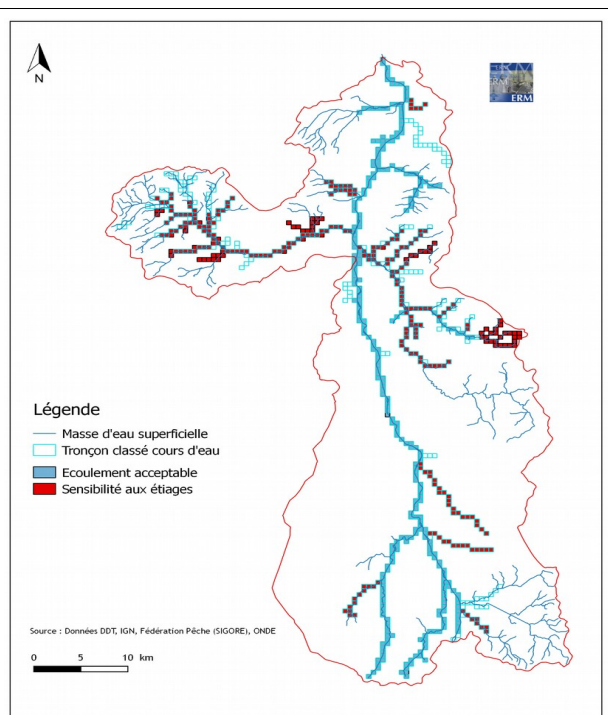 N
ERM
Légende
Masse d'eau superficielle
Tronçon classé cours d'eau
Ecoulement acceptable
Sensibilité aux étiages
Source : Données DDT, IGN, Fédération Pêche (SIGORE), ONDE
0 5 10 km